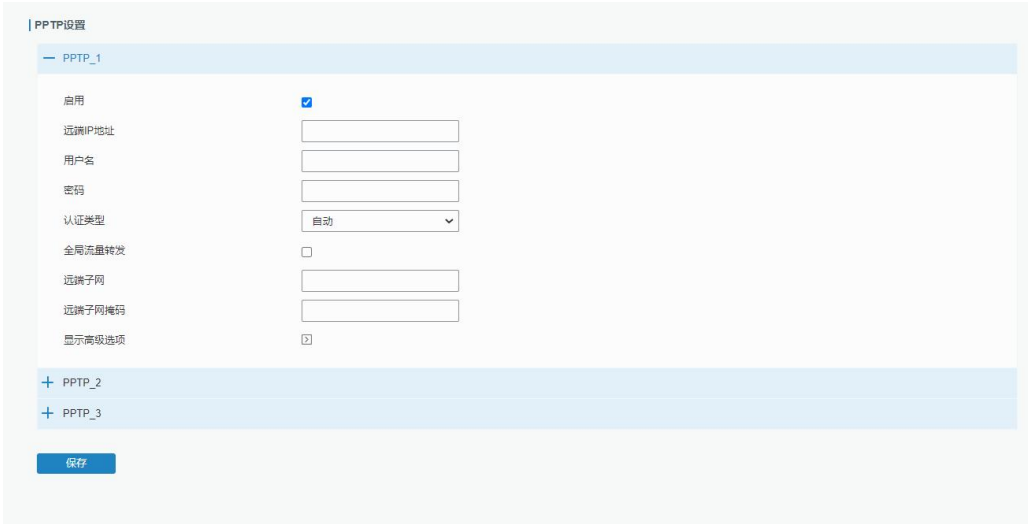 PPTP设置
PPTP_1
启用
远端IP地址
用户名
密码
认证类型 自动
全局流量转发
远端子网
远端子网掩码
显示高级选项
PPTP_2
PPTP_3
保存